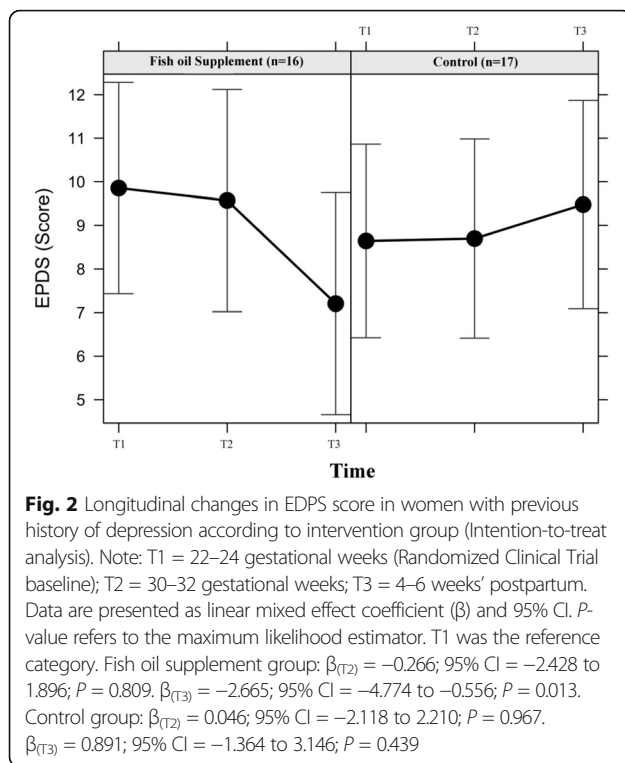 T1 T2 T3
Fish oil Supplement (n=16) Control (n=17)
12
11
10
9
8
7
6
5
EPDS (Score)
T1 T2 T3
Time
Fig. 2 Longitudinal changes in EDPS score in women with previous
history of depression according to intervention group (Intention-to-treat
analysis). Note: T1 = 22–24 gestational weeks (Randomized Clinical Trial
baseline); T2 = 30–32 gestational weeks; T3 = 4–6 weeks’ postpartum.
Data are presented as linear mixed effect coefficient (β) and 95% CI. P-
value refers to the maximum likelihood estimator. T1 was the reference
category. Fish oil supplement group: β(T2) = −0.266; 95% CI = −2.428 to
1.896; P = 0.809. β(T3) = −2.665; 95% CI = −4.774 to −0.556; P = 0.013.
Control group: β(T2) = 0.046; 95% CI = −2.118 to 2.210; P = 0.967.
β(T3) = 0.891; 95% CI = −1.364 to 3.146; P = 0.439